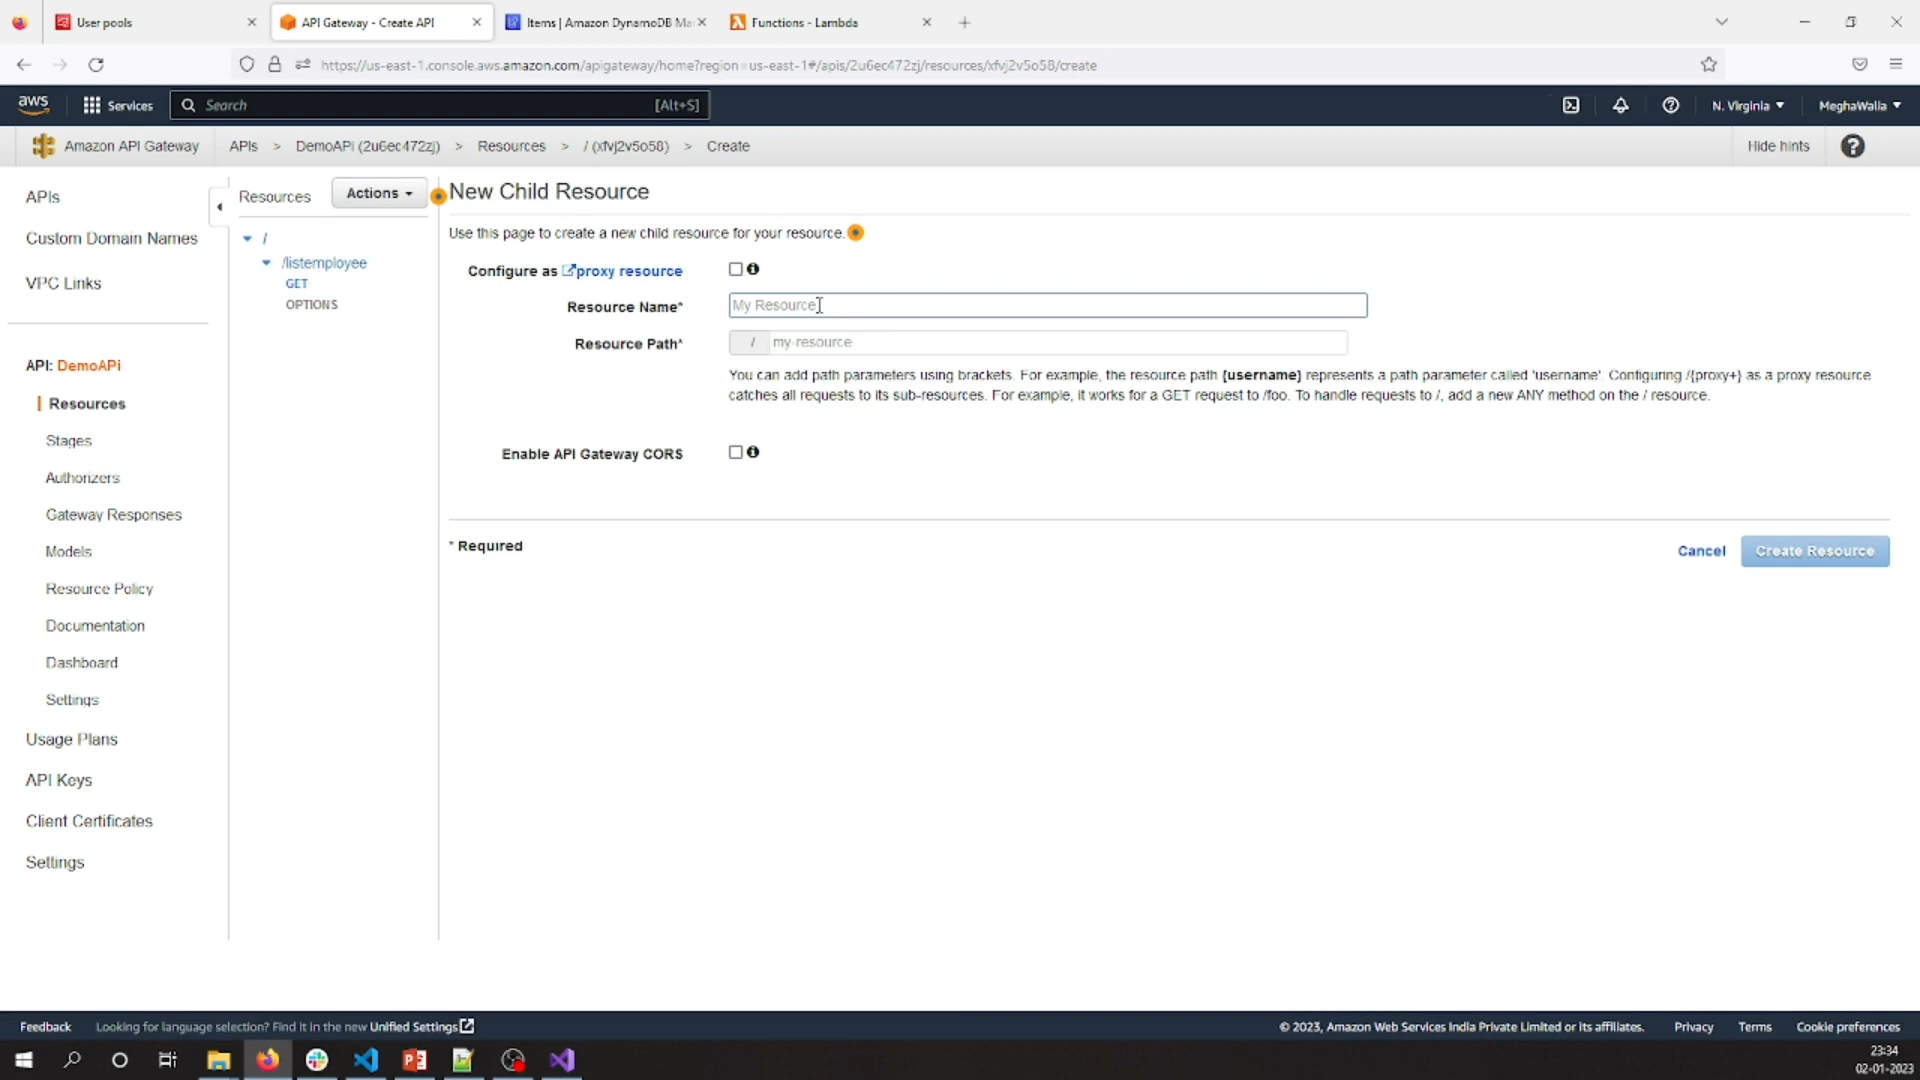 User pools
API Gateway - Create API
Items | Amazon DynamoDB Ma
Functions - Lambda
https://us-east-1.console.aws.amazon.com/apigateway/home?region=us-east-1#/apis/2u6ec472zj/resources/xfvj2v5o58/create
aws
Services
Search
[Alt+S]
N. Virginia
MeghaWalia
Amazon API Gateway
APIs > DemoAPI (2u6ec472zj) > Resources > / (xfvj2v5o58) > Create
Hide hints
APIs
Custom Domain Names
VPC Links
API: DemoAPi
Resources
Stages
Authorizers
Gateway Responses
Models
Resource Policy
Documentation
Dashboard
Settings
Usage Plans
API Keys
Client Certificates
Settings
Resources
Actions
/
/listemployee
GET
OPTIONS
New Child Resource
Use this page to create a new child resource for your resource.
Configure as proxy resource
Resource Name*
My Resource
Resource Path*
/ my-resource
You can add path parameters using brackets. For example, the resource path {username} represents a path parameter called 'username'. Configuring /{proxy+} as a proxy resource
catches all requests to its sub-resources. For example, it works for a GET request to /foo. To handle requests to /, add a new ANY method on the / resource.
Enable API Gateway CORS
* Required
Cancel
Create Resource
Feedback
Looking for language selection? Find it in the new Unified Settings
© 2023, Amazon Web Services India Private Limited or its affiliates.
Privacy
Terms
Cookie preferences
23:34
02-01-2023